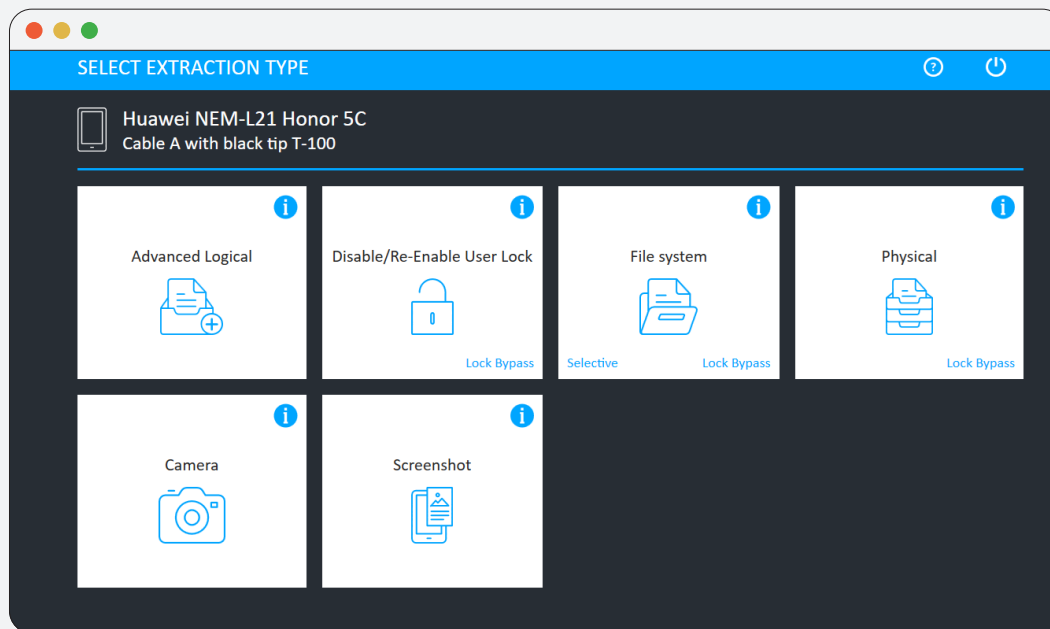 SELECT EXTRACTION TYPE
Huawei NEM-L21 Honor 5C
Cable A with black tip T-100
Advanced Logical
Disable/Re-Enable User Lock
Lock Bypass
File system
Selective
Lock Bypass
Physical
Lock Bypass
Camera
Screenshot